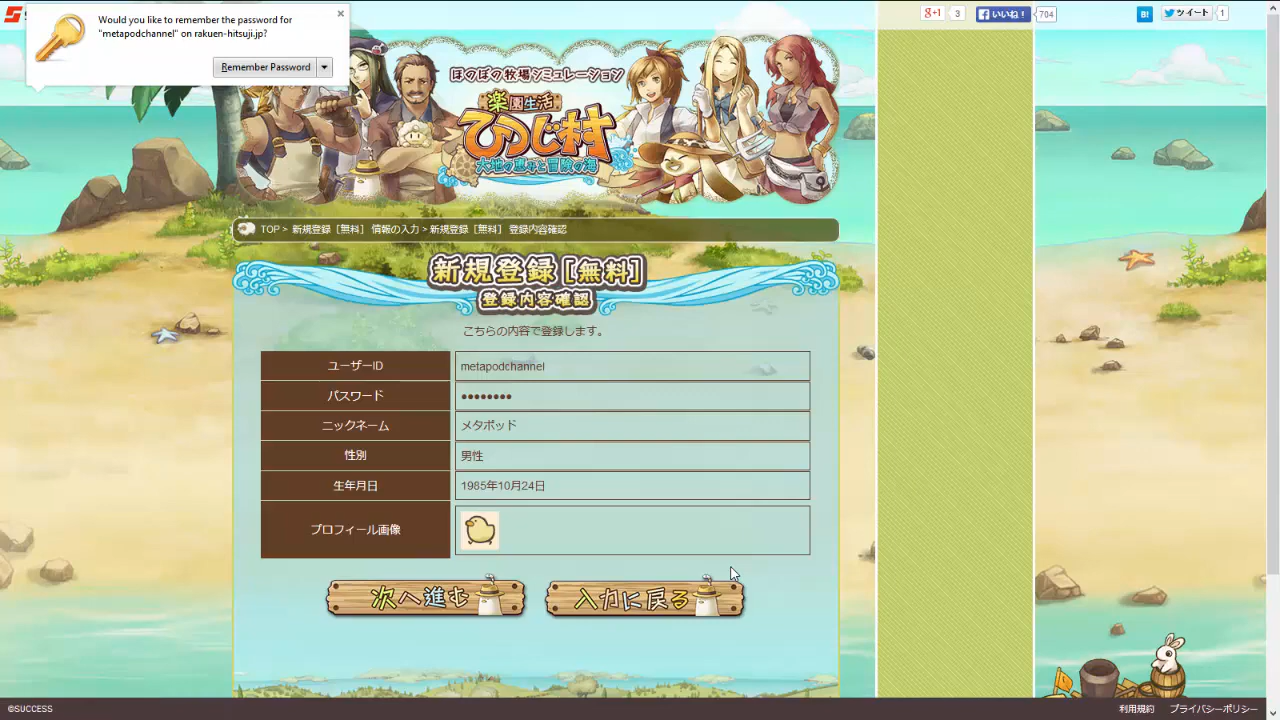 Would you like to remember the password for
"metapodchannel" on rakuen-hitsuji.jp?
Remember Password
g+1 3
いいね！ 704
B!
ツイート 1
ほのぼの牧場シミュレーション
楽園生活
ひつじ村
大地の恵みと冒険の海
TOP > 新規登録［無料］ 情報の入力 > 新規登録［無料］ 登録内容確認
新規登録［無料］
登録内容確認
こちらの内容で登録します。
ユーザーID metapodchannel
パスワード ●●●●●●●●
ニックネーム メタポッド
性別 男性
生年月日 1985年10月24日
プロフィール画像
次へ進む 入力に戻る
©SUCCESS 利用規約 プライバシーポリシー